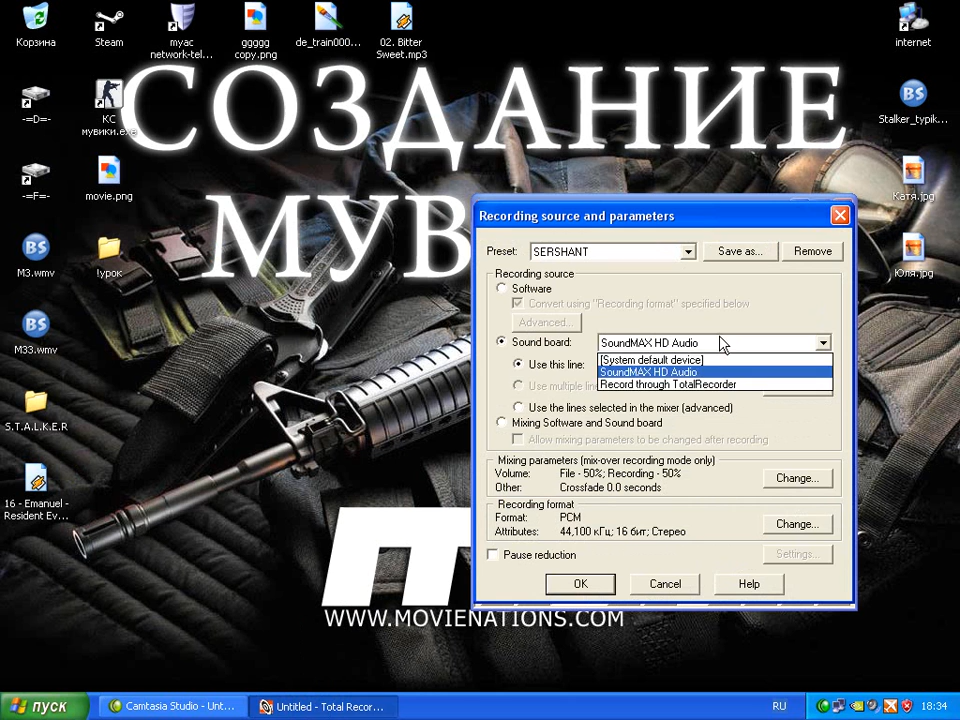 Корзина
Steam
myac network-tel...
ggggg copy.png
de_train000...
02. Bitter Sweet.mp3
internet
СОЗДАНИЕ
-=D=-
КС мувики.exe
Stalker_typik...
-=F=-
movie.png
Катя.jpg
МУВ
M3.wmv
!урок
Юля.jpg
M33.wmv
S.T.A.L.K.E.R
16 - Emanuel - Resident Ev...
WWW.MOVIENATIONS.COM
Recording source and parameters
Preset: SERSHANT Save as... Remove
Recording source
Software
Convert using "Recording format" specified below
Advanced...
Sound board: SoundMAX HD Audio
[System default device]
Use this line:
SoundMAX HD Audio
Use multiple lin
Record through TotalRecorder
Use the lines selected in the mixer (advanced)
Mixing Software and Sound board
Allow mixing parameters to be changed after recording
Mixing parameters (mix-over recording mode only)
Volume: File - 50%; Recording - 50%
Other: Crossfade 0.0 seconds
Change...
Recording format
Format: PCM
Attributes: 44,100 кГц; 16 бит; Стерео
Change...
Pause reduction
Settings...
OK Cancel Help
пуск
Camtasia Studio - Unt...
Untitled - Total Recor...
RU
18:34